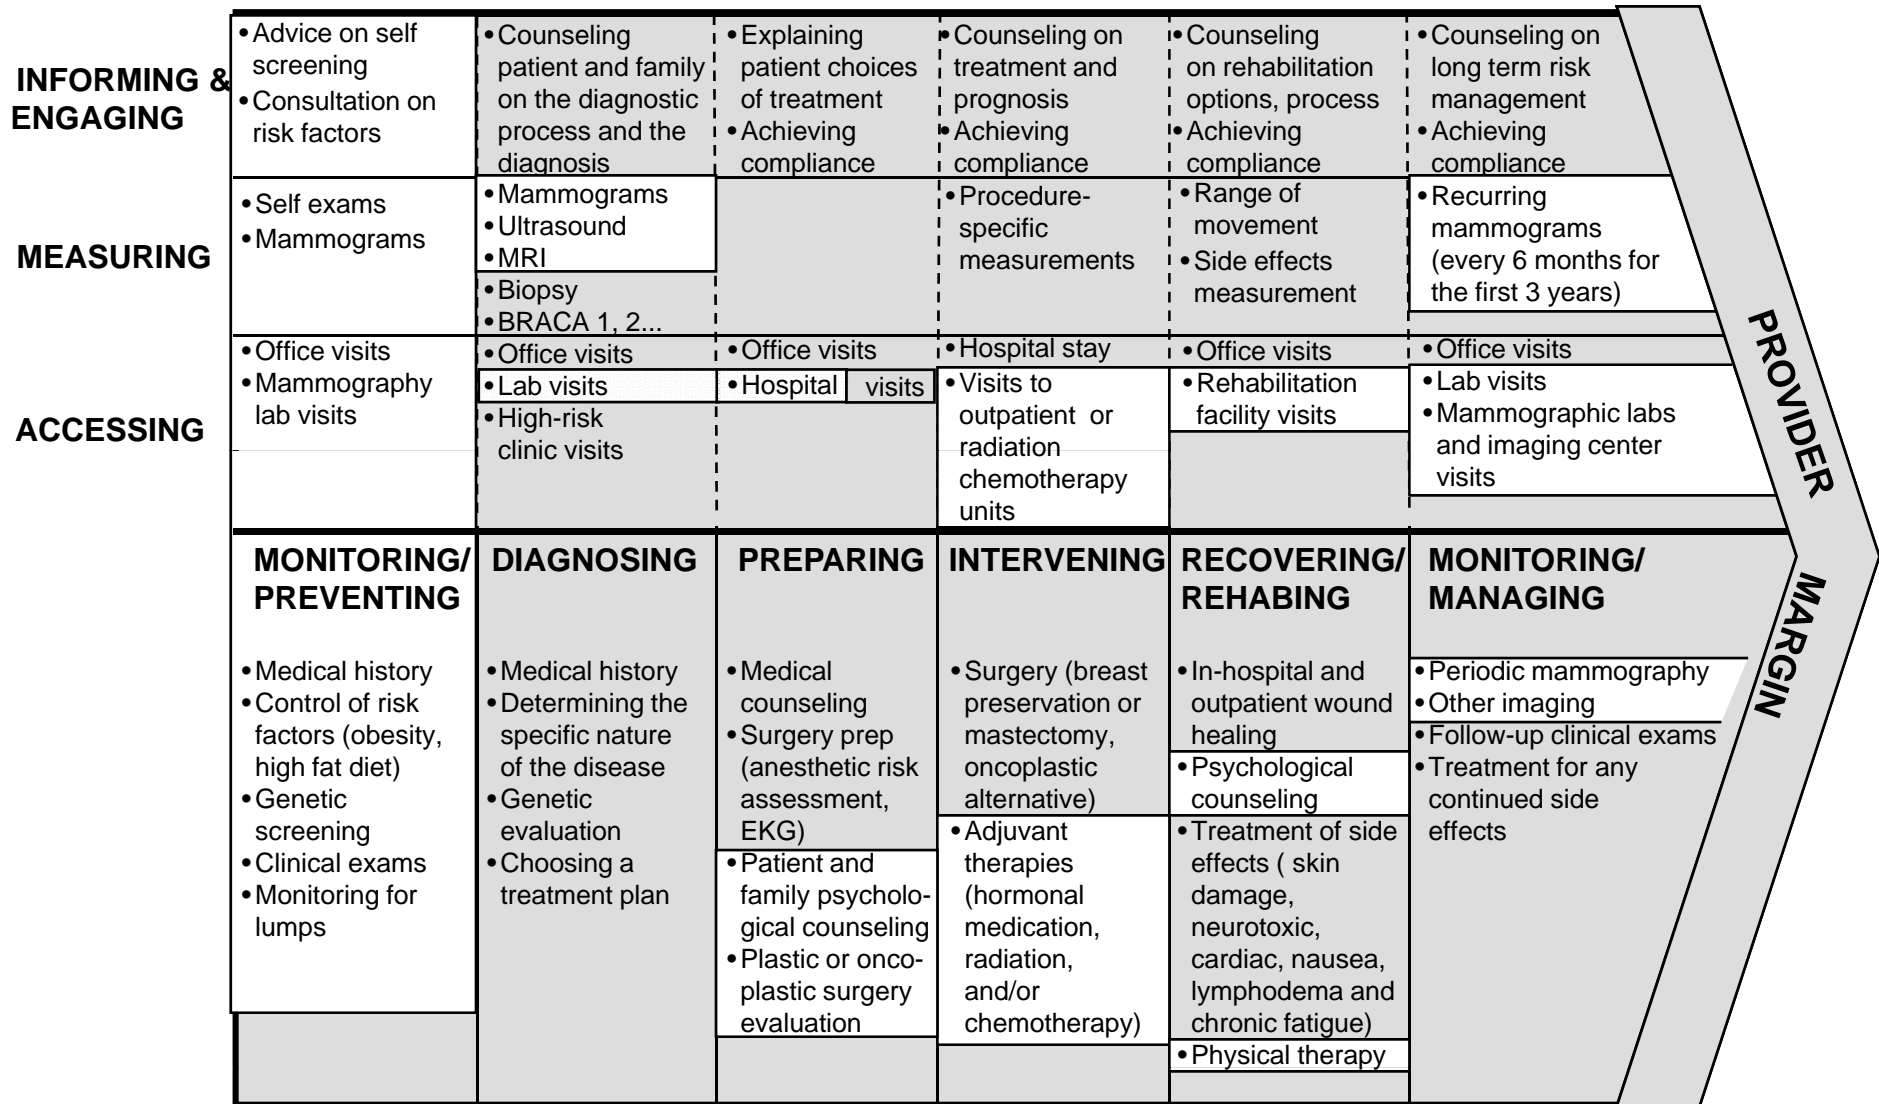 INFORMING &
ENGAGING
•Advice on self
screening
•Consultation on
risk factors
•Counseling
patient and family
on the diagnostic
process and the
diagnosis
•Explaining
patient choices
of treatment
•Achieving
compliance
•Counseling on
treatment and
prognosis
•Achieving
compliance
•Counseling
on rehabilitation
options, process
•Achieving
compliance
•Counseling on
long term risk
management
•Achieving
compliance
MEASURING
•Self exams
•Mammograms
•Mammograms
•Ultrasound
•MRI
•Biopsy
•BRACA 1, 2...
•Procedure-
specific
measurements
•Range of
movement
•Side effects
measurement
•Recurring
mammograms
(every 6 months for
the first 3 years)
ACCESSING
•Office visits
•Mammography
lab visits
•Office visits
•Lab visits
•High-risk
clinic visits
•Office visits
•Hospital visits
•Hospital stay
•Visits to
outpatient or
radiation
chemotherapy
units
•Office visits
•Rehabilitation
facility visits
•Office visits
•Lab visits
•Mammographic labs
and imaging center
visits
MONITORING/
PREVENTING
•Medical history
•Control of risk
factors (obesity,
high fat diet)
•Genetic
screening
•Clinical exams
•Monitoring for
lumps
DIAGNOSING
•Medical history
•Determining the
specific nature
of the disease
•Genetic
evaluation
•Choosing a
treatment plan
PREPARING
•Medical
counseling
•Surgery prep
(anesthetic risk
assessment,
EKG)
•Patient and
family psycholo-
gical counseling
•Plastic or onco-
plastic surgery
evaluation
INTERVENING
•Surgery (breast
preservation or
mastectomy,
oncoplastic
alternative)
•Adjuvant
therapies
(hormonal
medication,
radiation,
and/or
chemotherapy)
RECOVERING/
REHABING
•In-hospital and
outpatient wound
healing
•Psychological
counseling
•Treatment of side
effects ( skin
damage,
neurotoxic,
cardiac, nausea,
lymphodema and
chronic fatigue)
•Physical therapy
MONITORING/
MANAGING
•Periodic mammography
•Other imaging
•Follow-up clinical exams
•Treatment for any
continued side
effects
PROVIDER
MARGIN